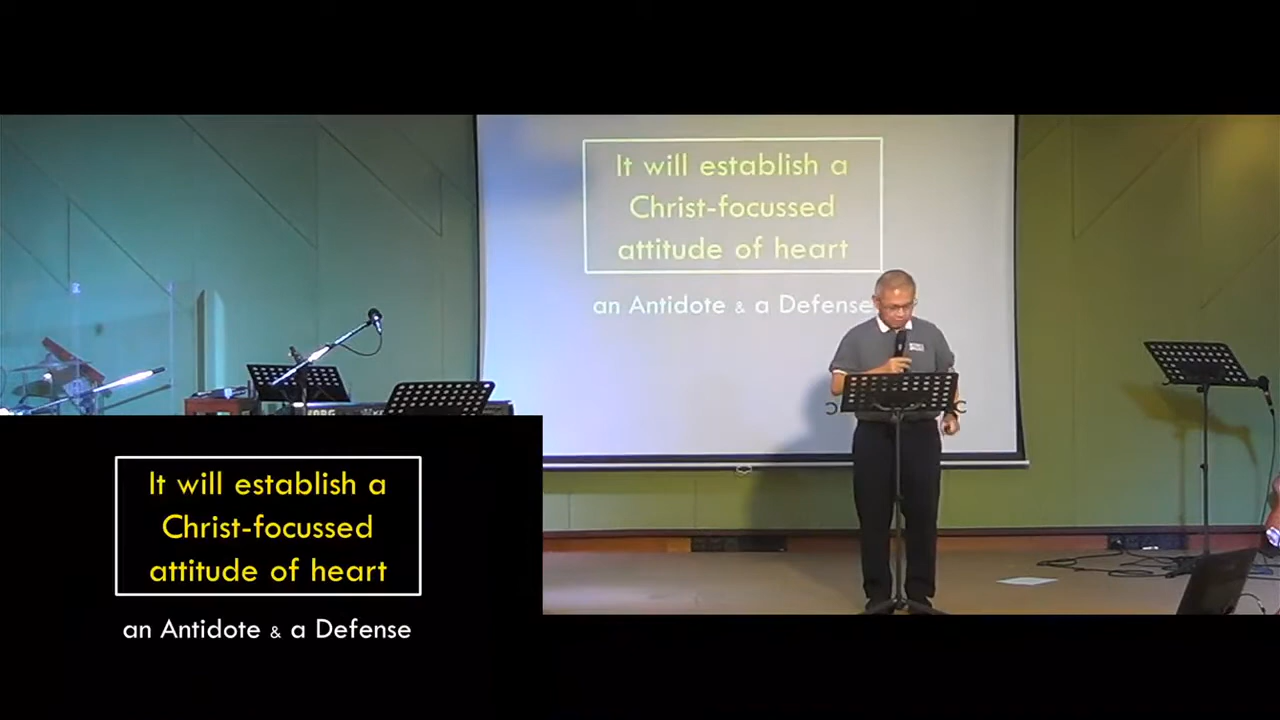 It will establish a
Christ-focussed
attitude of heart
an Antidote & a Defense
KORG
It will establish a
Christ-focussed
attitude of heart
an Antidote & a Defense